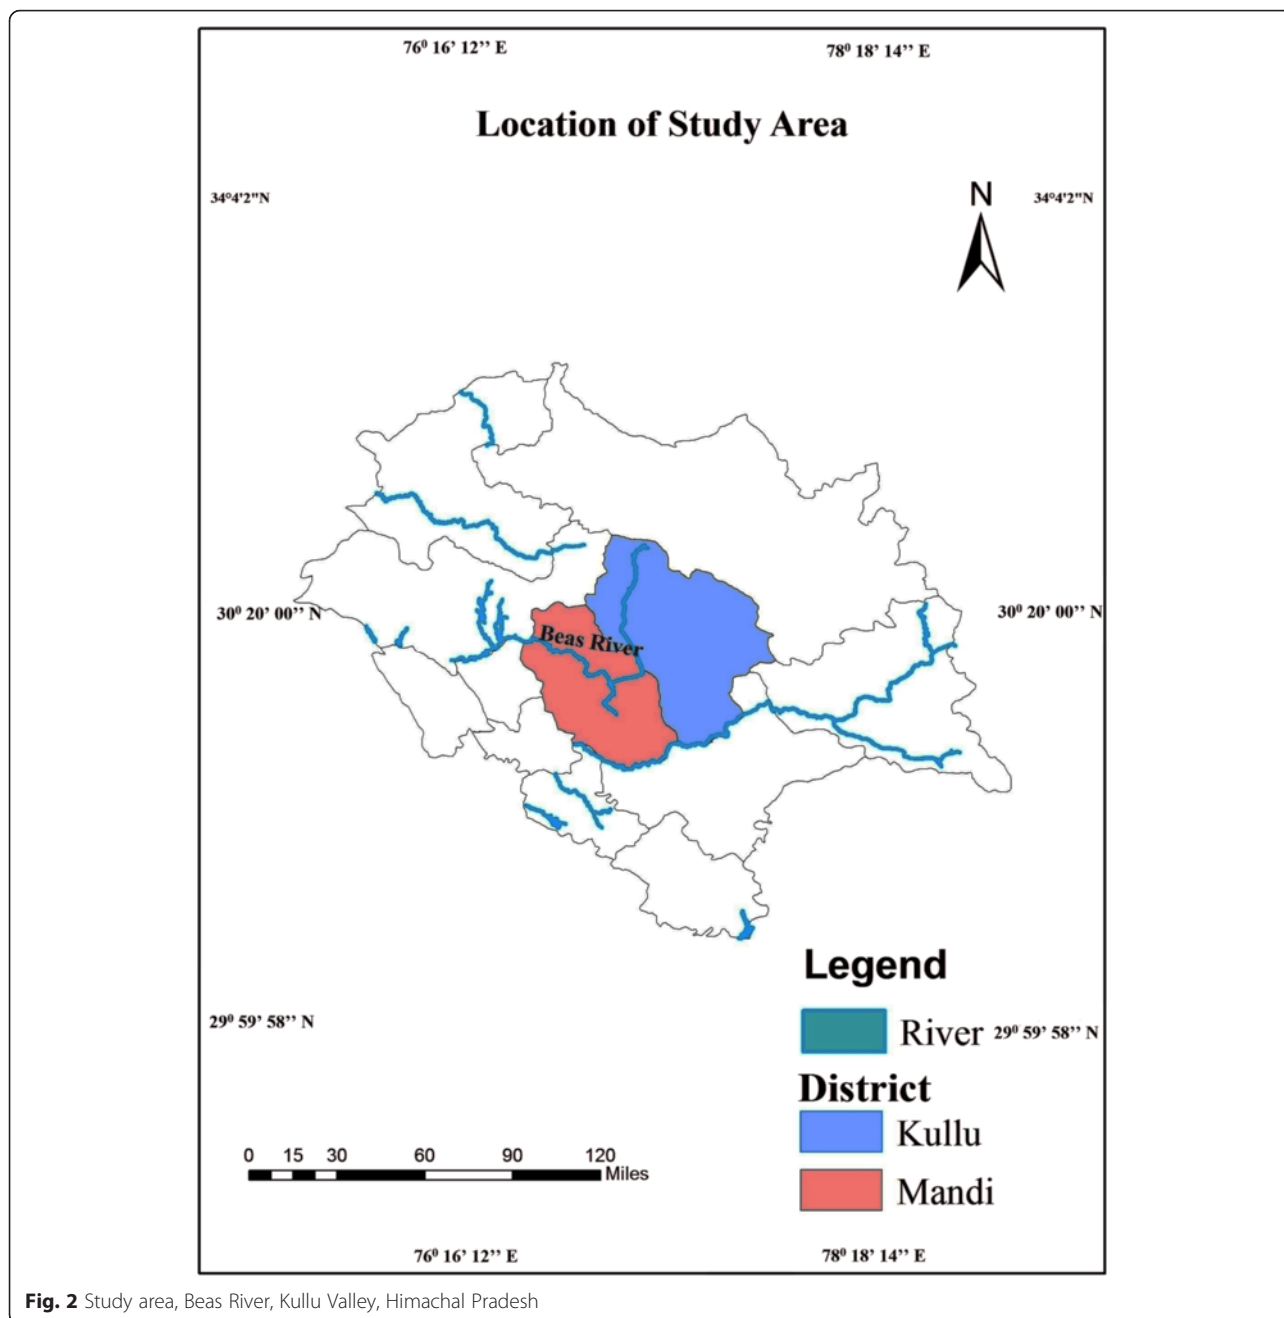 76⁰ 16’ 12’’ E 78⁰ 18’ 14’’ E
Location of Study Area
N
34°4'2"N 34°4'2"N
Beas River
30⁰ 20’ 00’’ N 30⁰ 20’ 00’’ N
Legend
29⁰ 59’ 58’’ N River 29⁰ 59’ 58’’ N
District
Kullu
0 15 30 60 90 120
Miles
Mandi
76⁰ 16’ 12’’ E 78⁰ 18’ 14’’ E
Fig. 2 Study area, Beas River, Kullu Valley, Himachal Pradesh